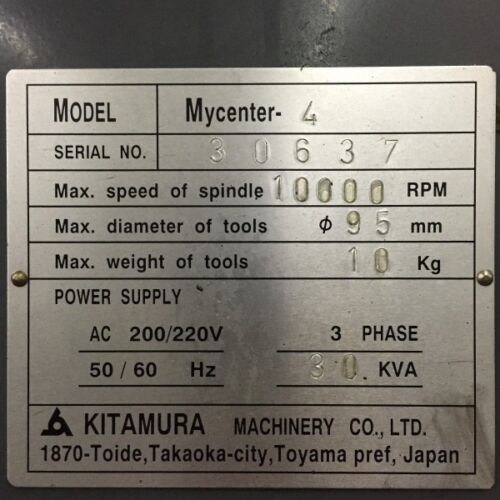 MODEL Mycenter- 4
SERIAL NO. 30637
Max. speed of spindle 10000 RPM
Max. diameter of tools ϕ 95 mm
Max. weight of tools 10 Kg
POWER SUPPLY
AC 200/220V 3 PHASE
50/60 Hz 30. KVA
KITAMURA MACHINERY CO., LTD.
1870-Toide,Takaoka-city,Toyama pref, Japan